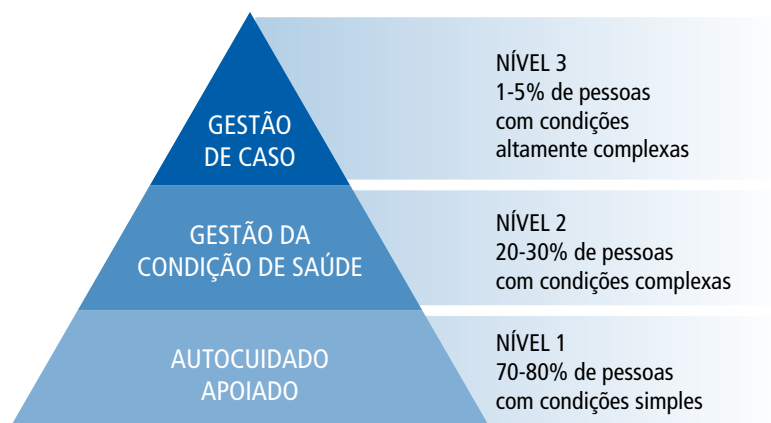 GESTÃO
DE CASO
NÍVEL 3
1-5% de pessoas
com condições
altamente complexas
GESTÃO DA
CONDIÇÃO DE SAÚDE
NÍVEL 2
20-30% de pessoas
com condições complexas
AUTOCUIDADO
APOIADO
NÍVEL 1
70-80% de pessoas
com condições simples